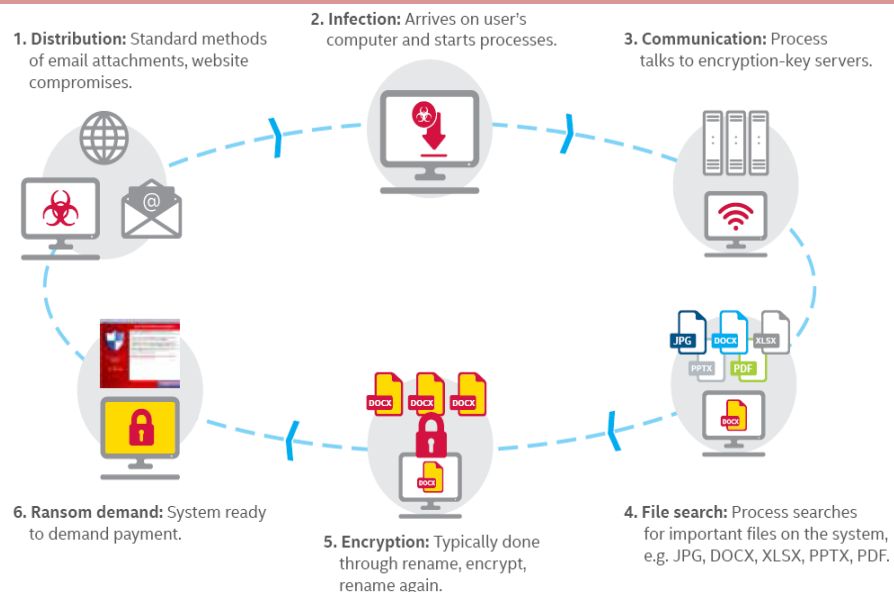 1. Distribution: Standard methods
of email attachments, website
compromises.
2. Infection: Arrives on user's
computer and starts processes.
3. Communication: Process
talks to encryption-key servers.
@
JPG
DOCX
XLSX
PPTX
PDF
DOCX
DOCX
DOCX
DOCX
DOCX
4. File search: Process searches
for important files on the system,
e.g. JPG, DOCX, XLSX, PPTX, PDF.
5. Encryption: Typically done
through rename, encrypt,
rename again.
6. Ransom demand: System ready
to demand payment.